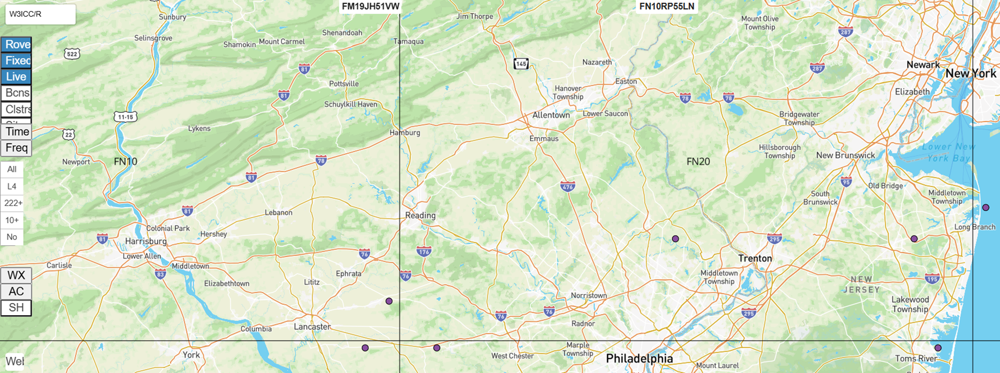 W3ICC/R
FM19JH51VW
FN10RP55LN
Rove
Fixed
Live
Bcns
Clstrs
Time
Freq
All
L4
222+
10+
No
WX
AC
SH
Sunbury
Jim Thorpe
Mount Olive
Township
287
Shenandoah
Selinsgrove
Mount Carmel
Shamokin
Tamaqua
522
145
Nazareth
287
Newark
New York
81
Pottsville
Easton
Hanover
Township
Elizabeth
81
78
78
Schuylkill Haven
11-15
Allentown
Lower Saucon
Bridgewater
Township
Lykens
22
Hamburg
Emmaus
Hillsborough
Township
Lower New
York Bay
New Brunswick
Newport
FN10
78
FN20
81
476
95
Old Bridge
South
Brunswick
Middletown
Township
81
Lebanon
Reading
Colonial Park
Hershey
Long Branch
81
Harrisburg
295
Lower Allen
76
176
Trenton
Carlisle
Middletown
83
Ephrata
76
Middletown
Township
195
Elizabethtown
Lititz
NEW
JERSEY
Norristown
Lakewood
Township
76
76
295
Radnor
Columbia
Lancaster
York
Marple
Township
West Chester
Philadelphia
Toms River
Mount Laurel